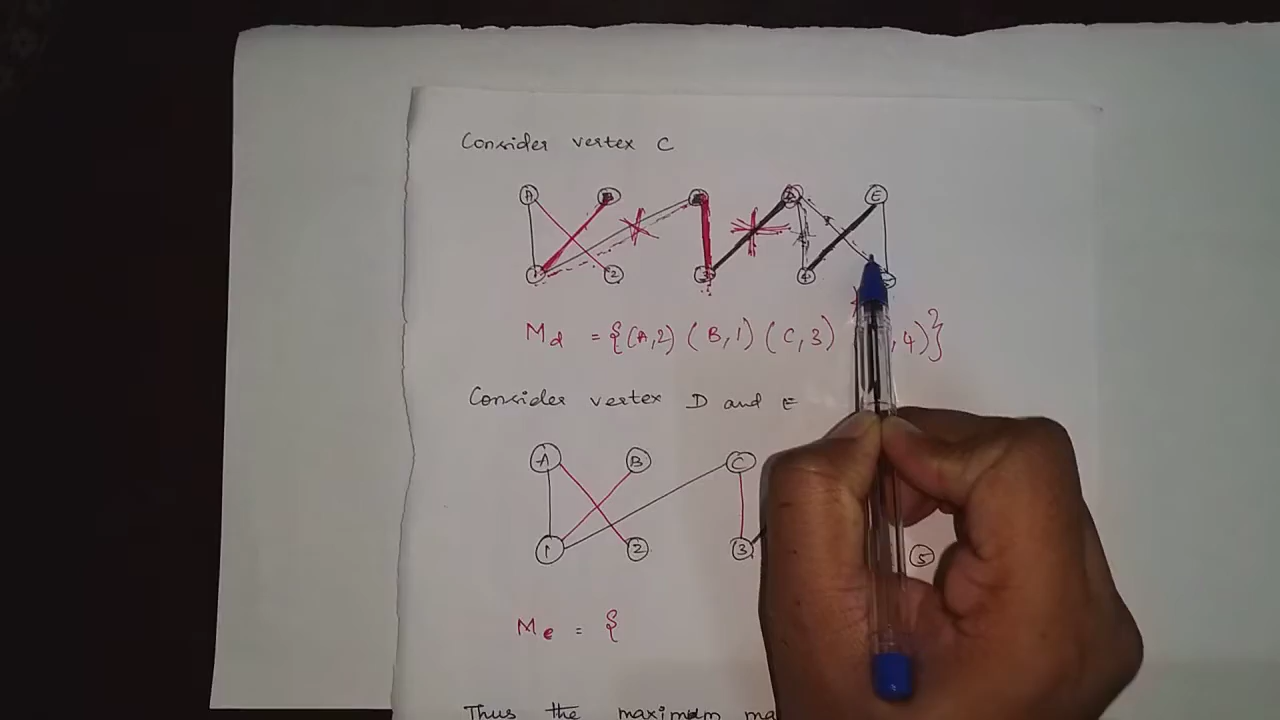 Consider vertex C
A E
1 2 3 4
Md = {(A,2) (B,1) (C,3) ,4)}
Consider vertex D and E
A B C
1 2 3 5
Me = {
Thus the maximum